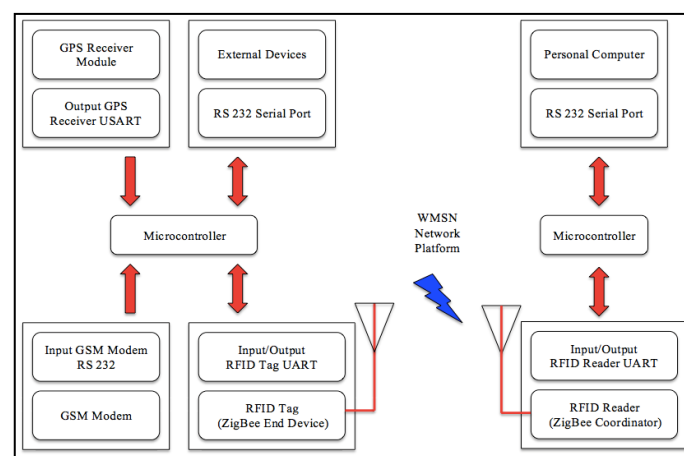 GPS Receiver
Module
Output GPS
Receiver USART
External Devices
RS 232 Serial Port
Personal Computer
RS 232 Serial Port
Microcontroller
WMSN
Network
Platform
Microcontroller
Input GSM Modem
RS 232
GSM Modem
Input/Output
RFID Tag UART
RFID Tag
(ZigBee End Device)
Input/Output
RFID Reader UART
RFID Reader
(ZigBee Coordinator)